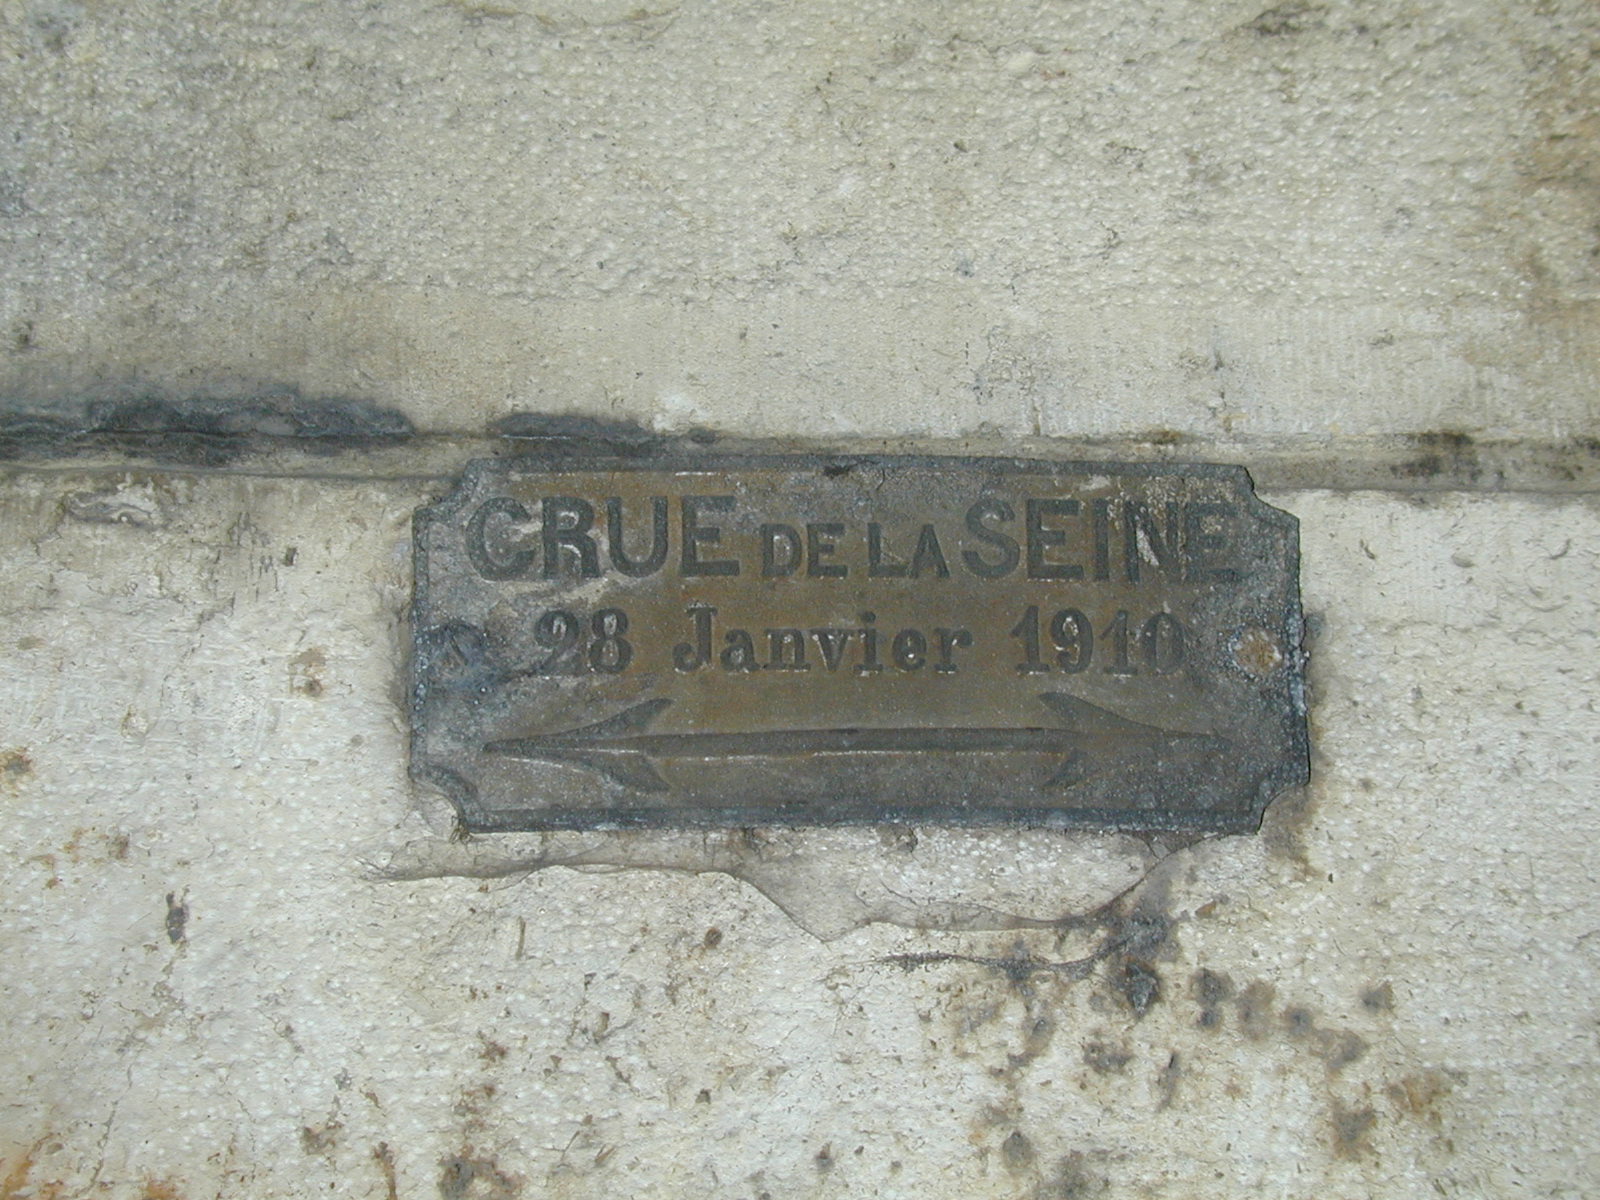 CRUE DE LA SEINE
28 Janvier 1910